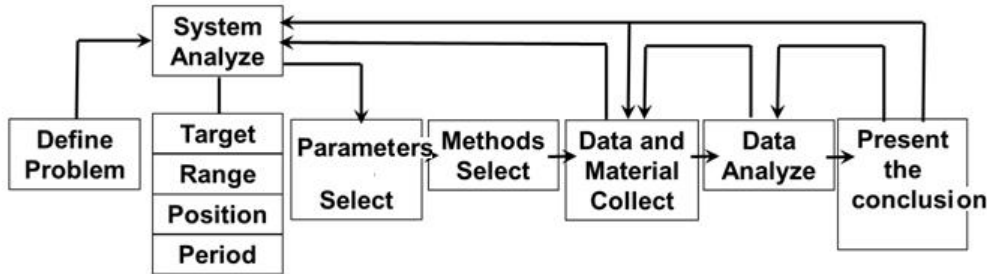 System
Analyze
Define
Problem
Target
Range
Position
Period
Parameters
Select
Methods
Select
Data and
Material
Collect
Data
Analyze
Present
the
conclusion